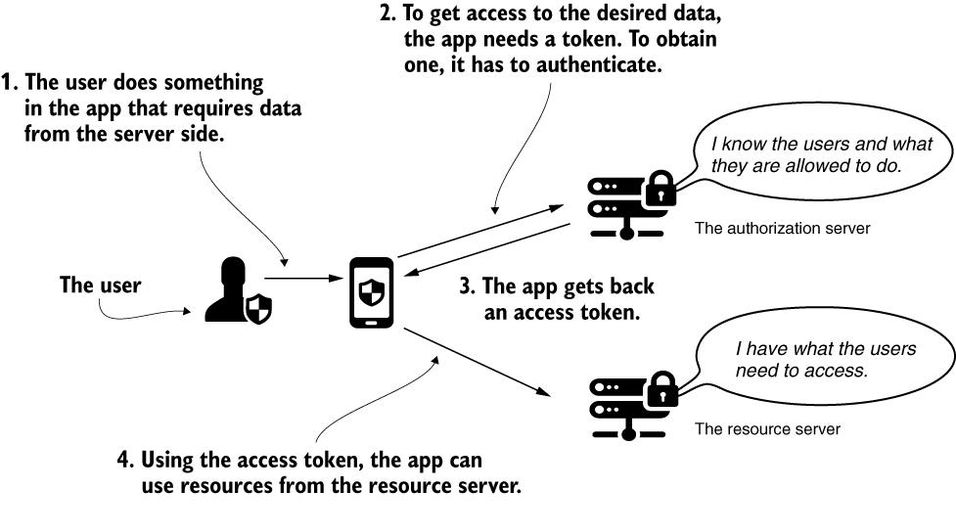 2. To get access to the desired data,
the app needs a token. To obtain
one, it has to authenticate.
1. The user does something
in the app that requires data
from the server side.
I know the users and what
they are allowed to do.
The authorization server
The user
3. The app gets back
an access token.
I have what the users
need to access.
The resource server
4. Using the access token, the app can
use resources from the resource server.